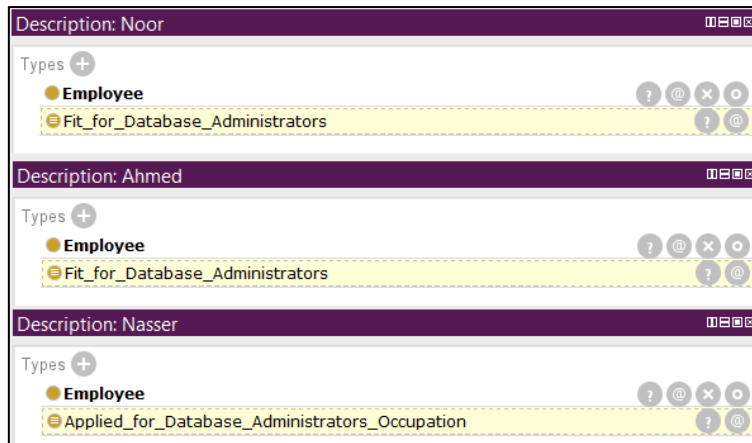 Description: Noor
Types
Employee
Fit_for_Database_Administrators
Description: Ahmed
Types
Employee
Fit_for_Database_Administrators
Description: Nasser
Types
Employee
Applied_for_Database_Administrators_Occupation